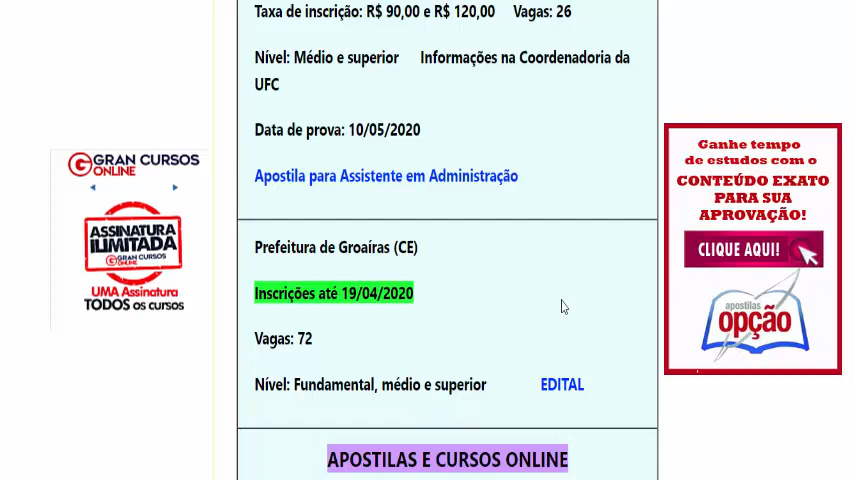 Taxa de inscrição: R$ 90,00 e R$ 120,00 Vagas: 26
Nível: Médio e superior Informações na Coordenadoria da
UFC
Data de prova: 10/05/2020
Apostila para Assistente em Administração
Prefeitura de Groaíras (CE)
Inscrições até 19/04/2020
Vagas: 72
Nível: Fundamental, médio e superior EDITAL
APOSTILAS E CURSOS ONLINE
G GRAN CURSOS
ONLINE
ASSINATURA
ILIMITADA
GRAN CURSOS
ONLINE
UMA Assinatura
TODOS os cursos
Ganhe tempo
de estudos com o
CONTEÚDO EXATO
PARA SUA
APROVAÇÃO!
CLIQUE AQUI!
apostilas
opção